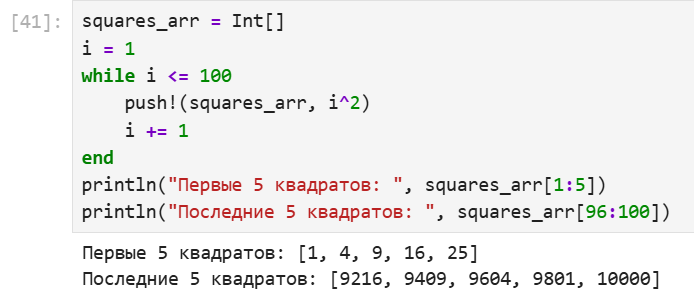 [41]: squares_arr = Int[]
i = 1
while i <= 100
    push!(squares_arr, i^2)
    i += 1
end
println("Первые 5 квадратов: ", squares_arr[1:5])
println("Последние 5 квадратов: ", squares_arr[96:100])
Первые 5 квадратов: [1, 4, 9, 16, 25]
Последние 5 квадратов: [9216, 9409, 9604, 9801, 10000]